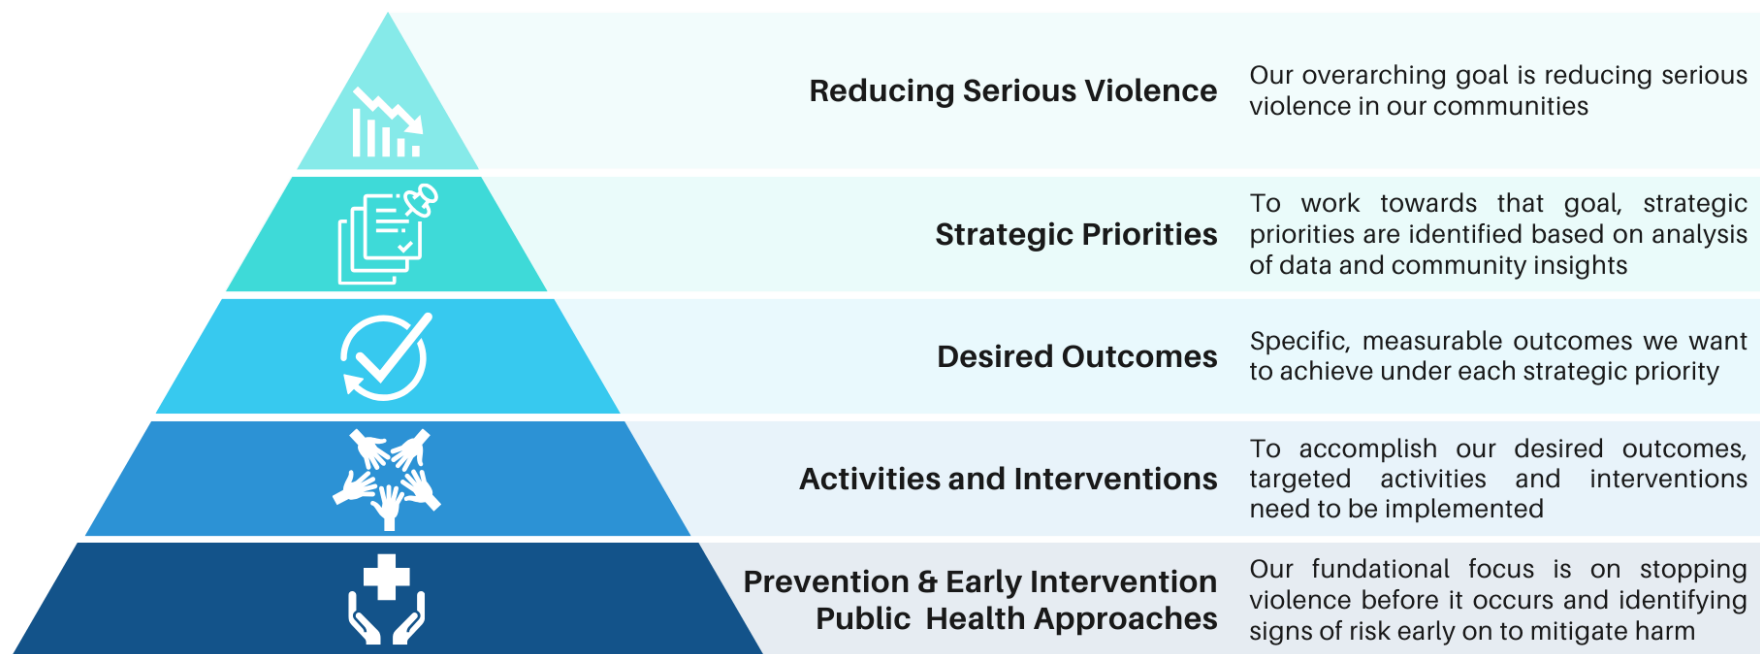 Reducing Serious Violence
Our overarching goal is reducing serious
violence in our communities
Strategic Priorities
To work towards that goal, strategic
priorities are identified based on analysis
of data and community insights
Desired Outcomes
Specific, measurable outcomes we want
to achieve under each strategic priority
Activities and Interventions
To accomplish our desired outcomes,
targeted activities and interventions
need to be implemented
Prevention & Early Intervention
Public Health Approaches
Our fundational focus is on stopping
violence before it occurs and identifying
signs of risk early on to mitigate harm